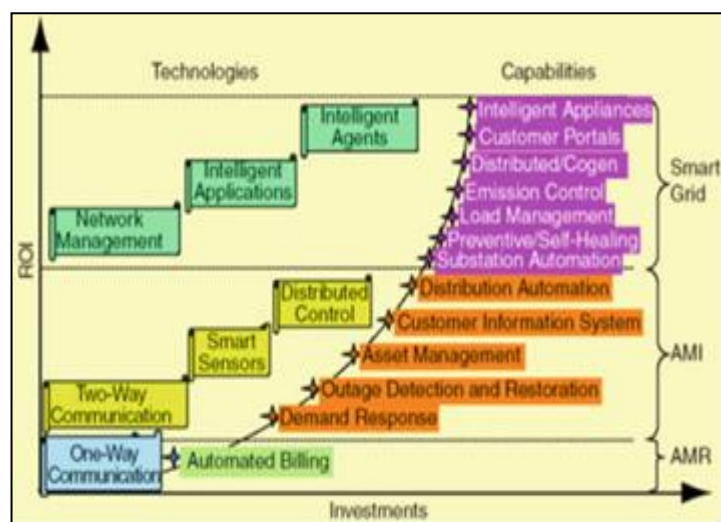 Technologies
Capabilities
Intelligent
Agents
Intelligent
Applications
Network
Management
Intelligent Appliances
Customer Portals
Distributed/Cogen
Emission Control
Load Management
Preventive/Self-Healing
Substation Automation
Smart
Grid
ROI
Distributed
Control
Smart
Sensors
Two-Way
Communication
Distribution Automation
Customer Information System
Asset Management
Outage Detection and Restoration
Demand Response
AMI
One-Way
Communication
Automated Billing
AMR
Investments